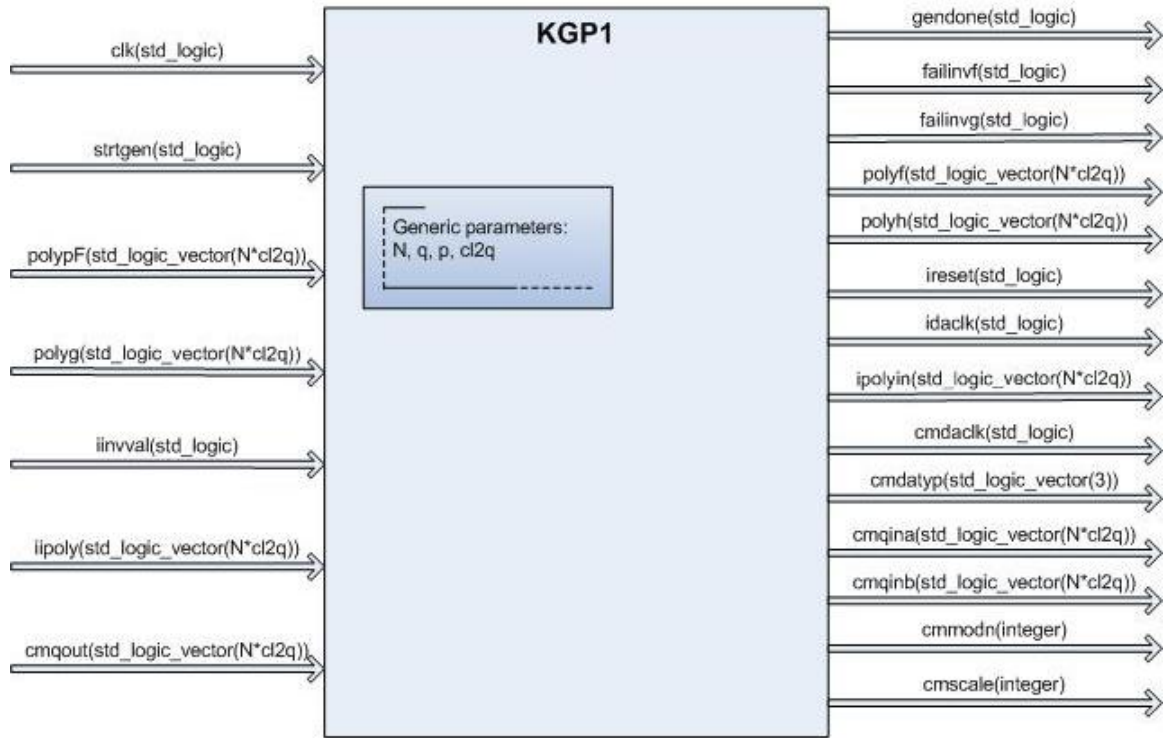 KGP1
clk(std_logic)
strtgen(std_logic)
polypF(std_logic_vector(N*cl2q))
polyg(std_logic_vector(N*cl2q))
iinvval(std_logic)
iipoly(std_logic_vector(N*cl2q))
cmqout(std_logic_vector(N*cl2q))
Generic parameters:
N, q, p, cl2q
gendone(std_logic)
failinvf(std_logic)
failinvg(std_logic)
polyf(std_logic_vector(N*cl2q))
polyh(std_logic_vector(N*cl2q))
ireset(std_logic)
idaclk(std_logic)
ipolyin(std_logic_vector(N*cl2q))
cmdaclk(std_logic)
cmdatyp(std_logic_vector(3))
cmqina(std_logic_vector(N*cl2q))
cmqinb(std_logic_vector(N*cl2q))
cmmodn(integer)
cmscale(integer)